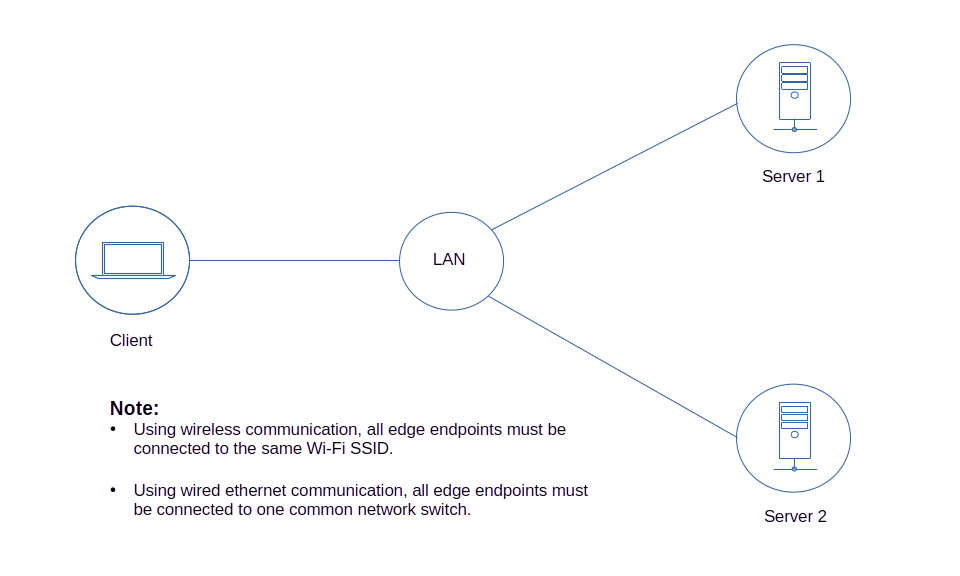 Server 1
LAN
Client
Note:
• Using wireless communication, all edge endpoints must be
connected to the same Wi-Fi SSID.
• Using wired ethernet communication, all edge endpoints must
be connected to one common network switch.
Server 2